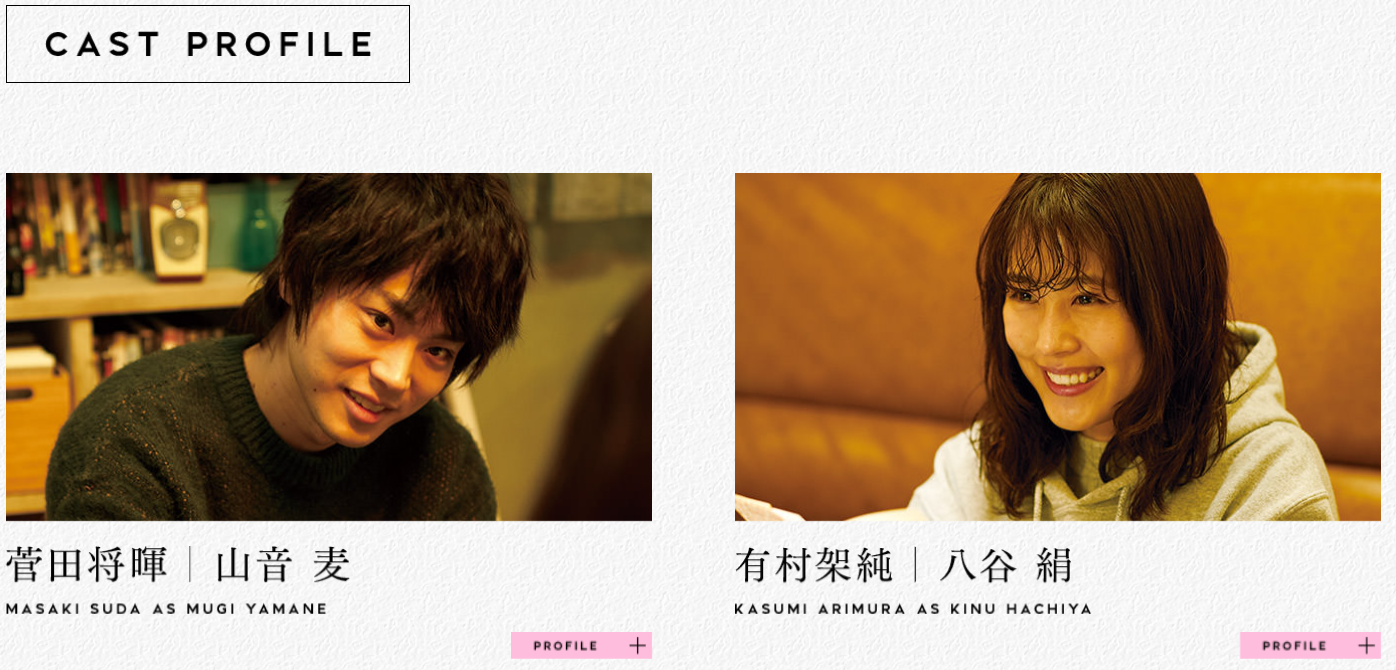 CAST PROFILE
菅田将暉｜山音 麦
MASAKI SUDA AS MUGI YAMANE
PROFILE +
有村架純｜八谷 絹
KASUMI ARIMURA AS KINU HACHIYA
PROFILE +